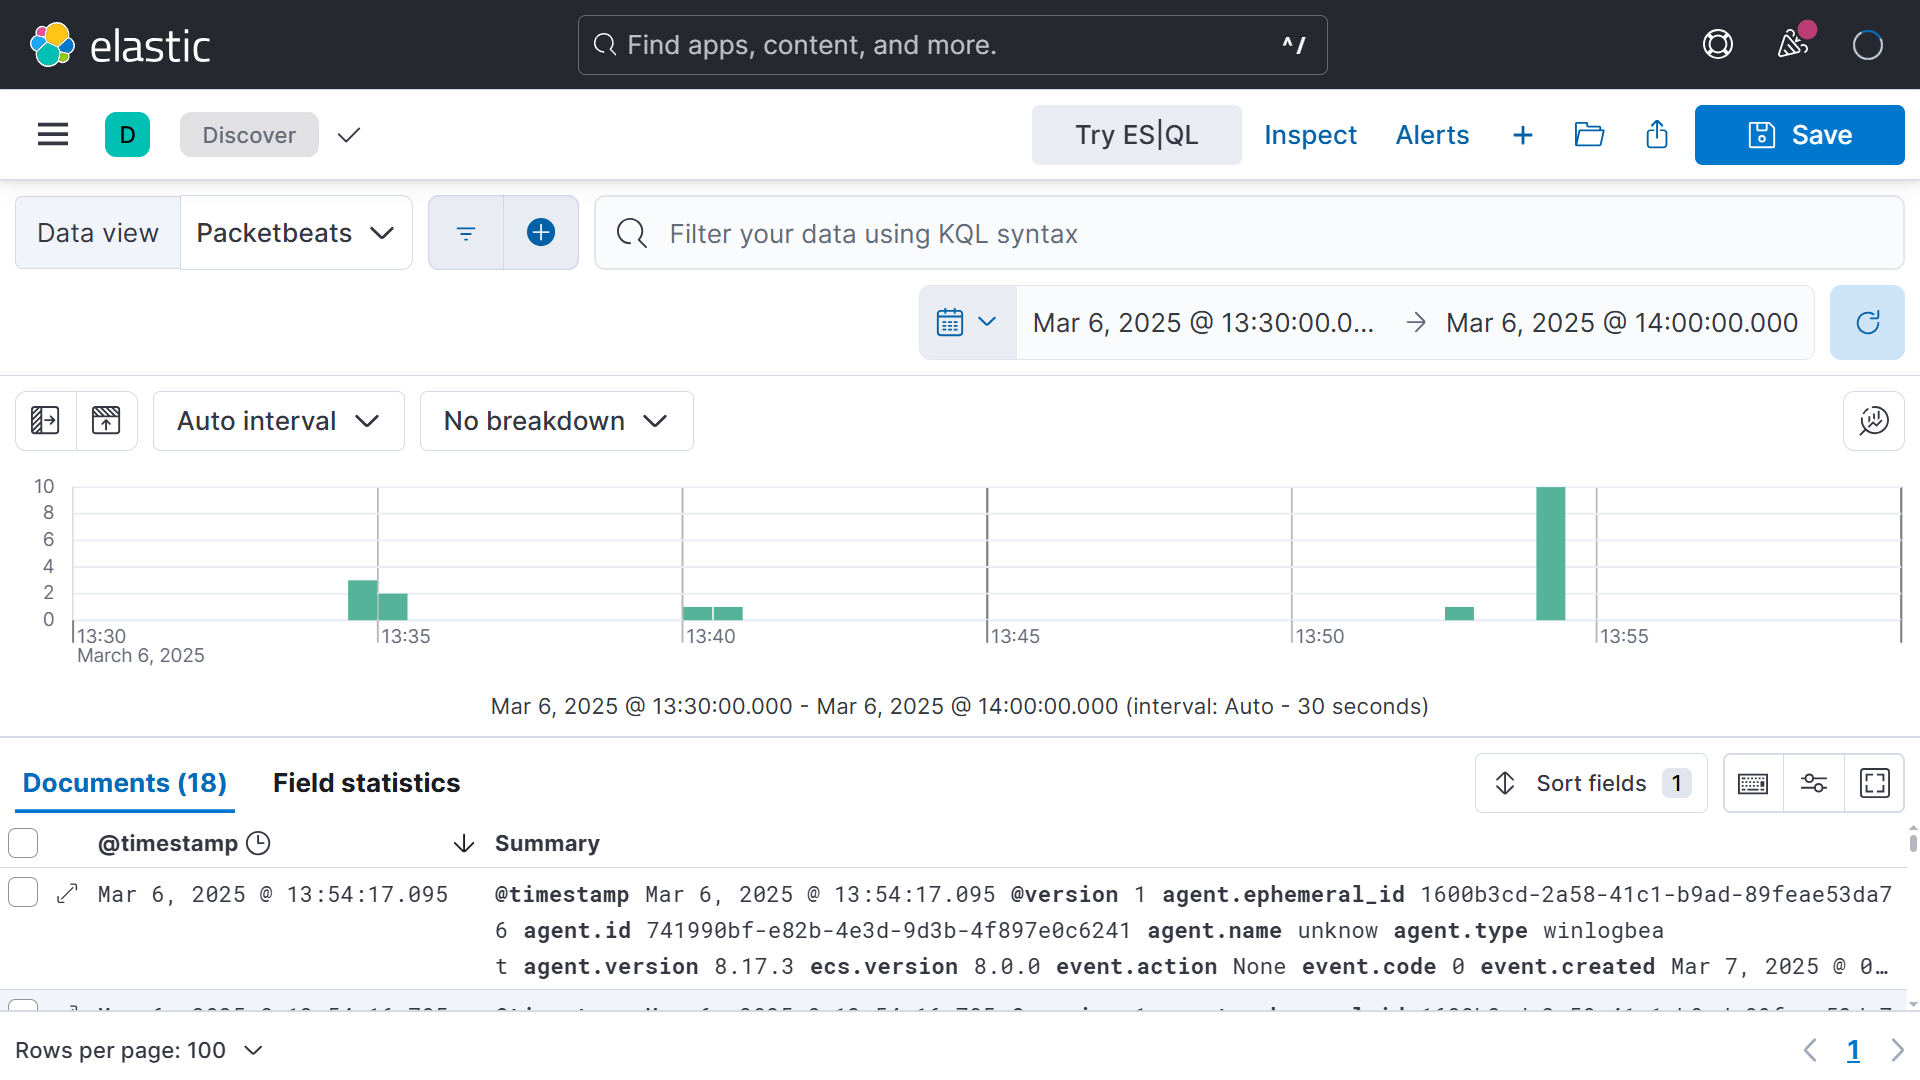 elastic
Find apps, content, and more.
^/
D
Discover
Try ES|QL
Inspect
Alerts
Save
Data view
Packetbeats
Filter your data using KQL syntax
Mar 6, 2025 @ 13:30:00.0...
Mar 6, 2025 @ 14:00:00.000
Auto interval
No breakdown
10
8
6
4
2
0
13:30
13:35
13:40
13:45
13:50
13:55
March 6, 2025
Mar 6, 2025 @ 13:30:00.000 - Mar 6, 2025 @ 14:00:00.000 (interval: Auto - 30 seconds)
Documents (18)
Field statistics
Sort fields 1
@timestamp
Summary
Mar 6, 2025 @ 13:54:17.095
@timestamp Mar 6, 2025 @ 13:54:17.095 @version 1 agent.ephemeral_id 1600b3cd-2a58-41c1-b9ad-89feae53da7
6 agent.id 741990bf-e82b-4e3d-9d3b-4f897e0c6241 agent.name unknow agent.type winlogbea
t agent.version 8.17.3 ecs.version 8.0.0 event.action None event.code 0 event.created Mar 7, 2025 @ 0…
Rows per page: 100
1